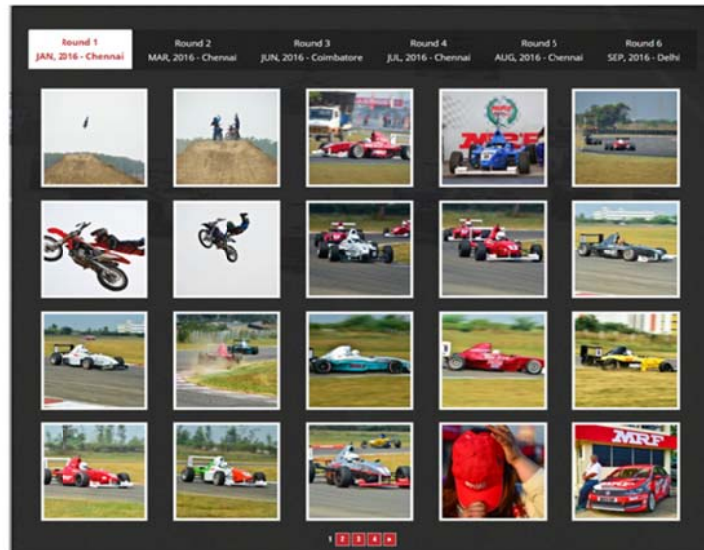 Round 1
JAN, 2016 - Chennai
Round 2
MAR, 2016 - Chennai
Round 3
JUN, 2016 - Coimbatore
Round 4
JUL, 2016 - Chennai
Round 5
AUG, 2016 - Chennai
Round 6
SEP, 2016 - Delhi
MRF
MRF
1 2 3 4 »